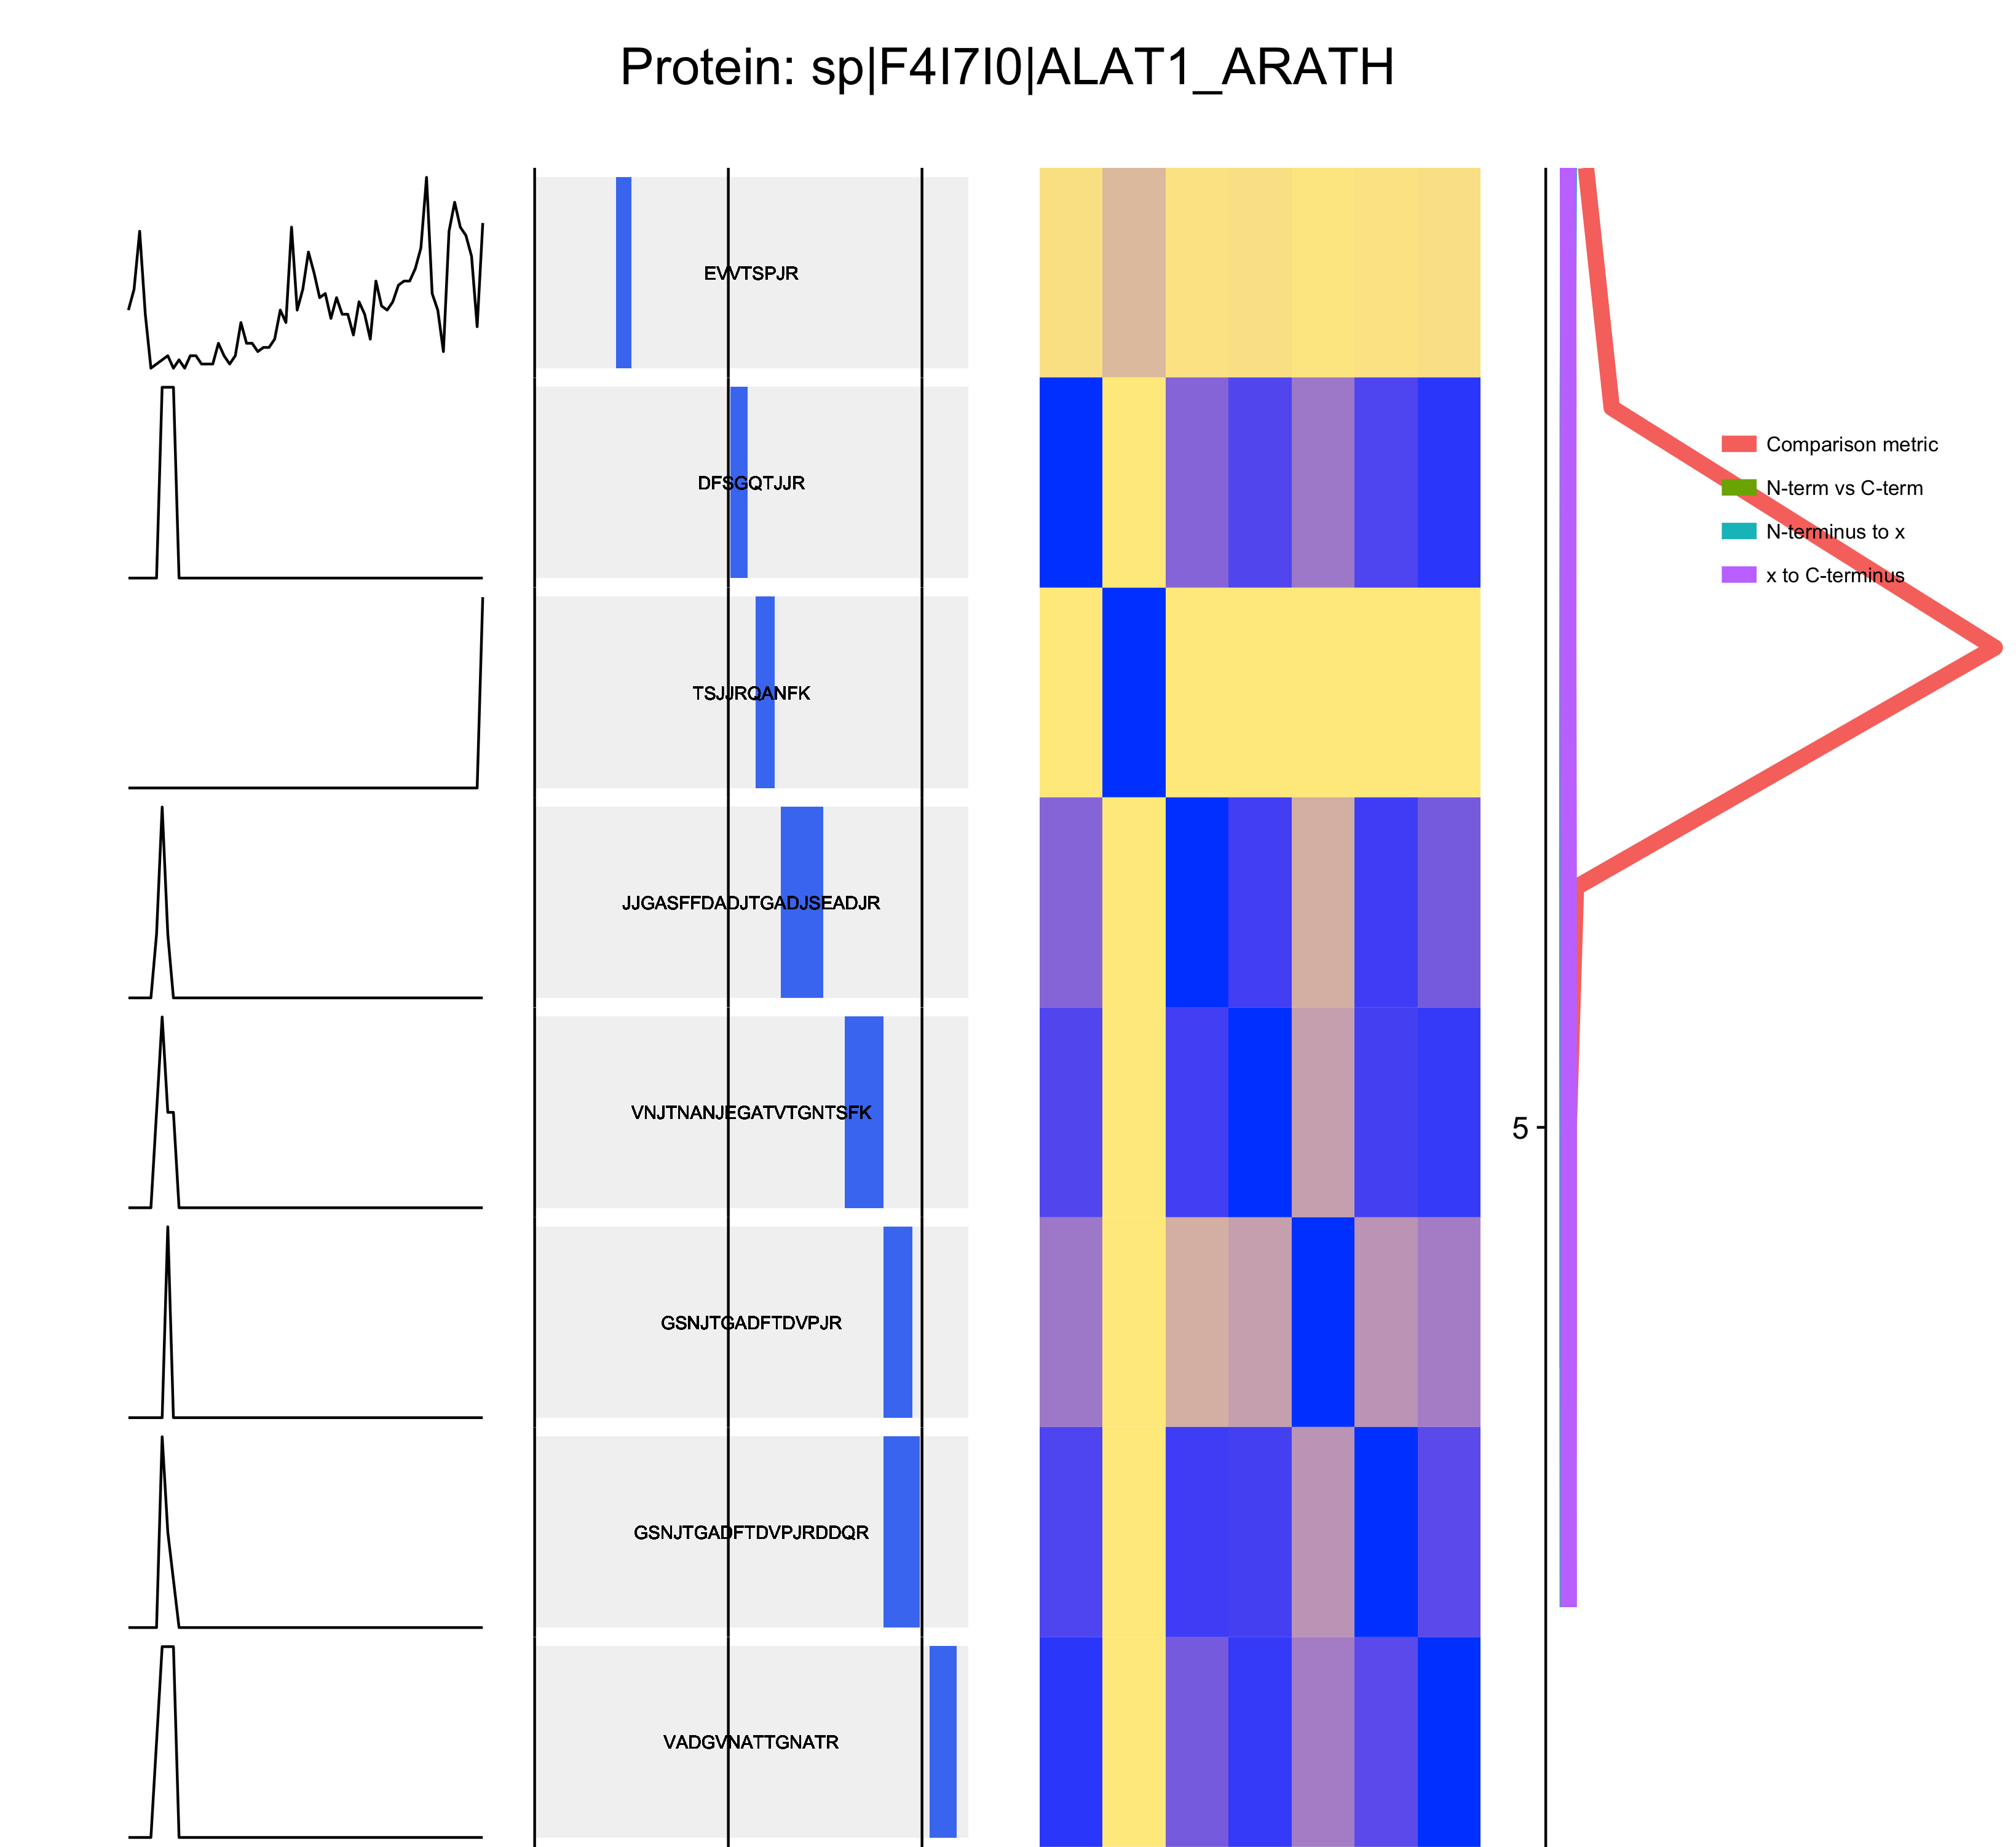 Protein: sp|F4I7I0|ALAT1_ARATH
EVVTSPJR
DFSGQTJJR
TSJJRQANFK
JJGASFFDADJTGADJSEADJR
VNJTNANJEGATVTGNTSFK
GSNJTGADFTDVPJR
GSNJTGADFTDVPJRDDQR
VADGVNATTGNATR
Comparison metric
N-term vs C-term
N-terminus to x
x to C-terminus
5